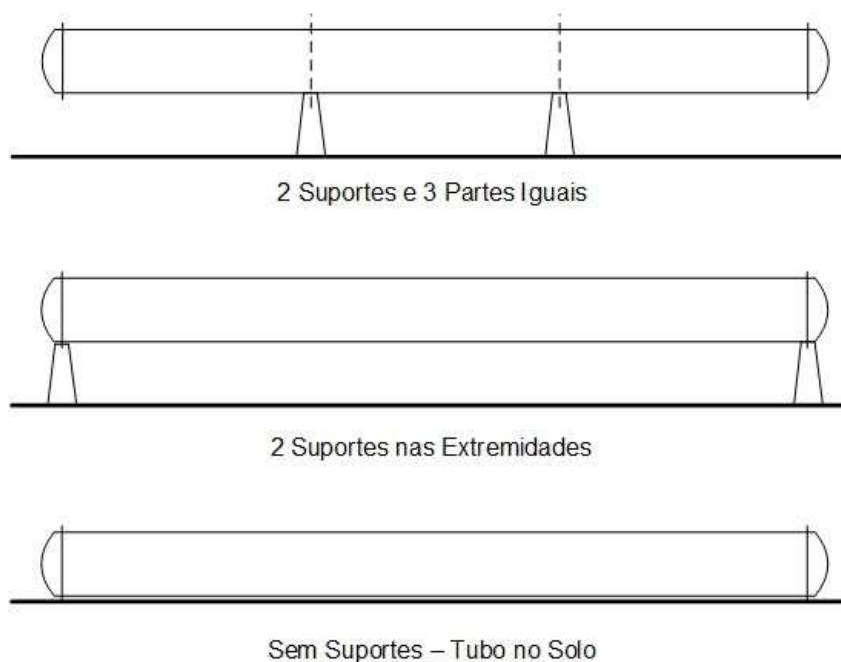 2 Suportes e 3 Partes Iguais
2 Suportes nas Extremidades
Sem Suportes – Tubo no Solo